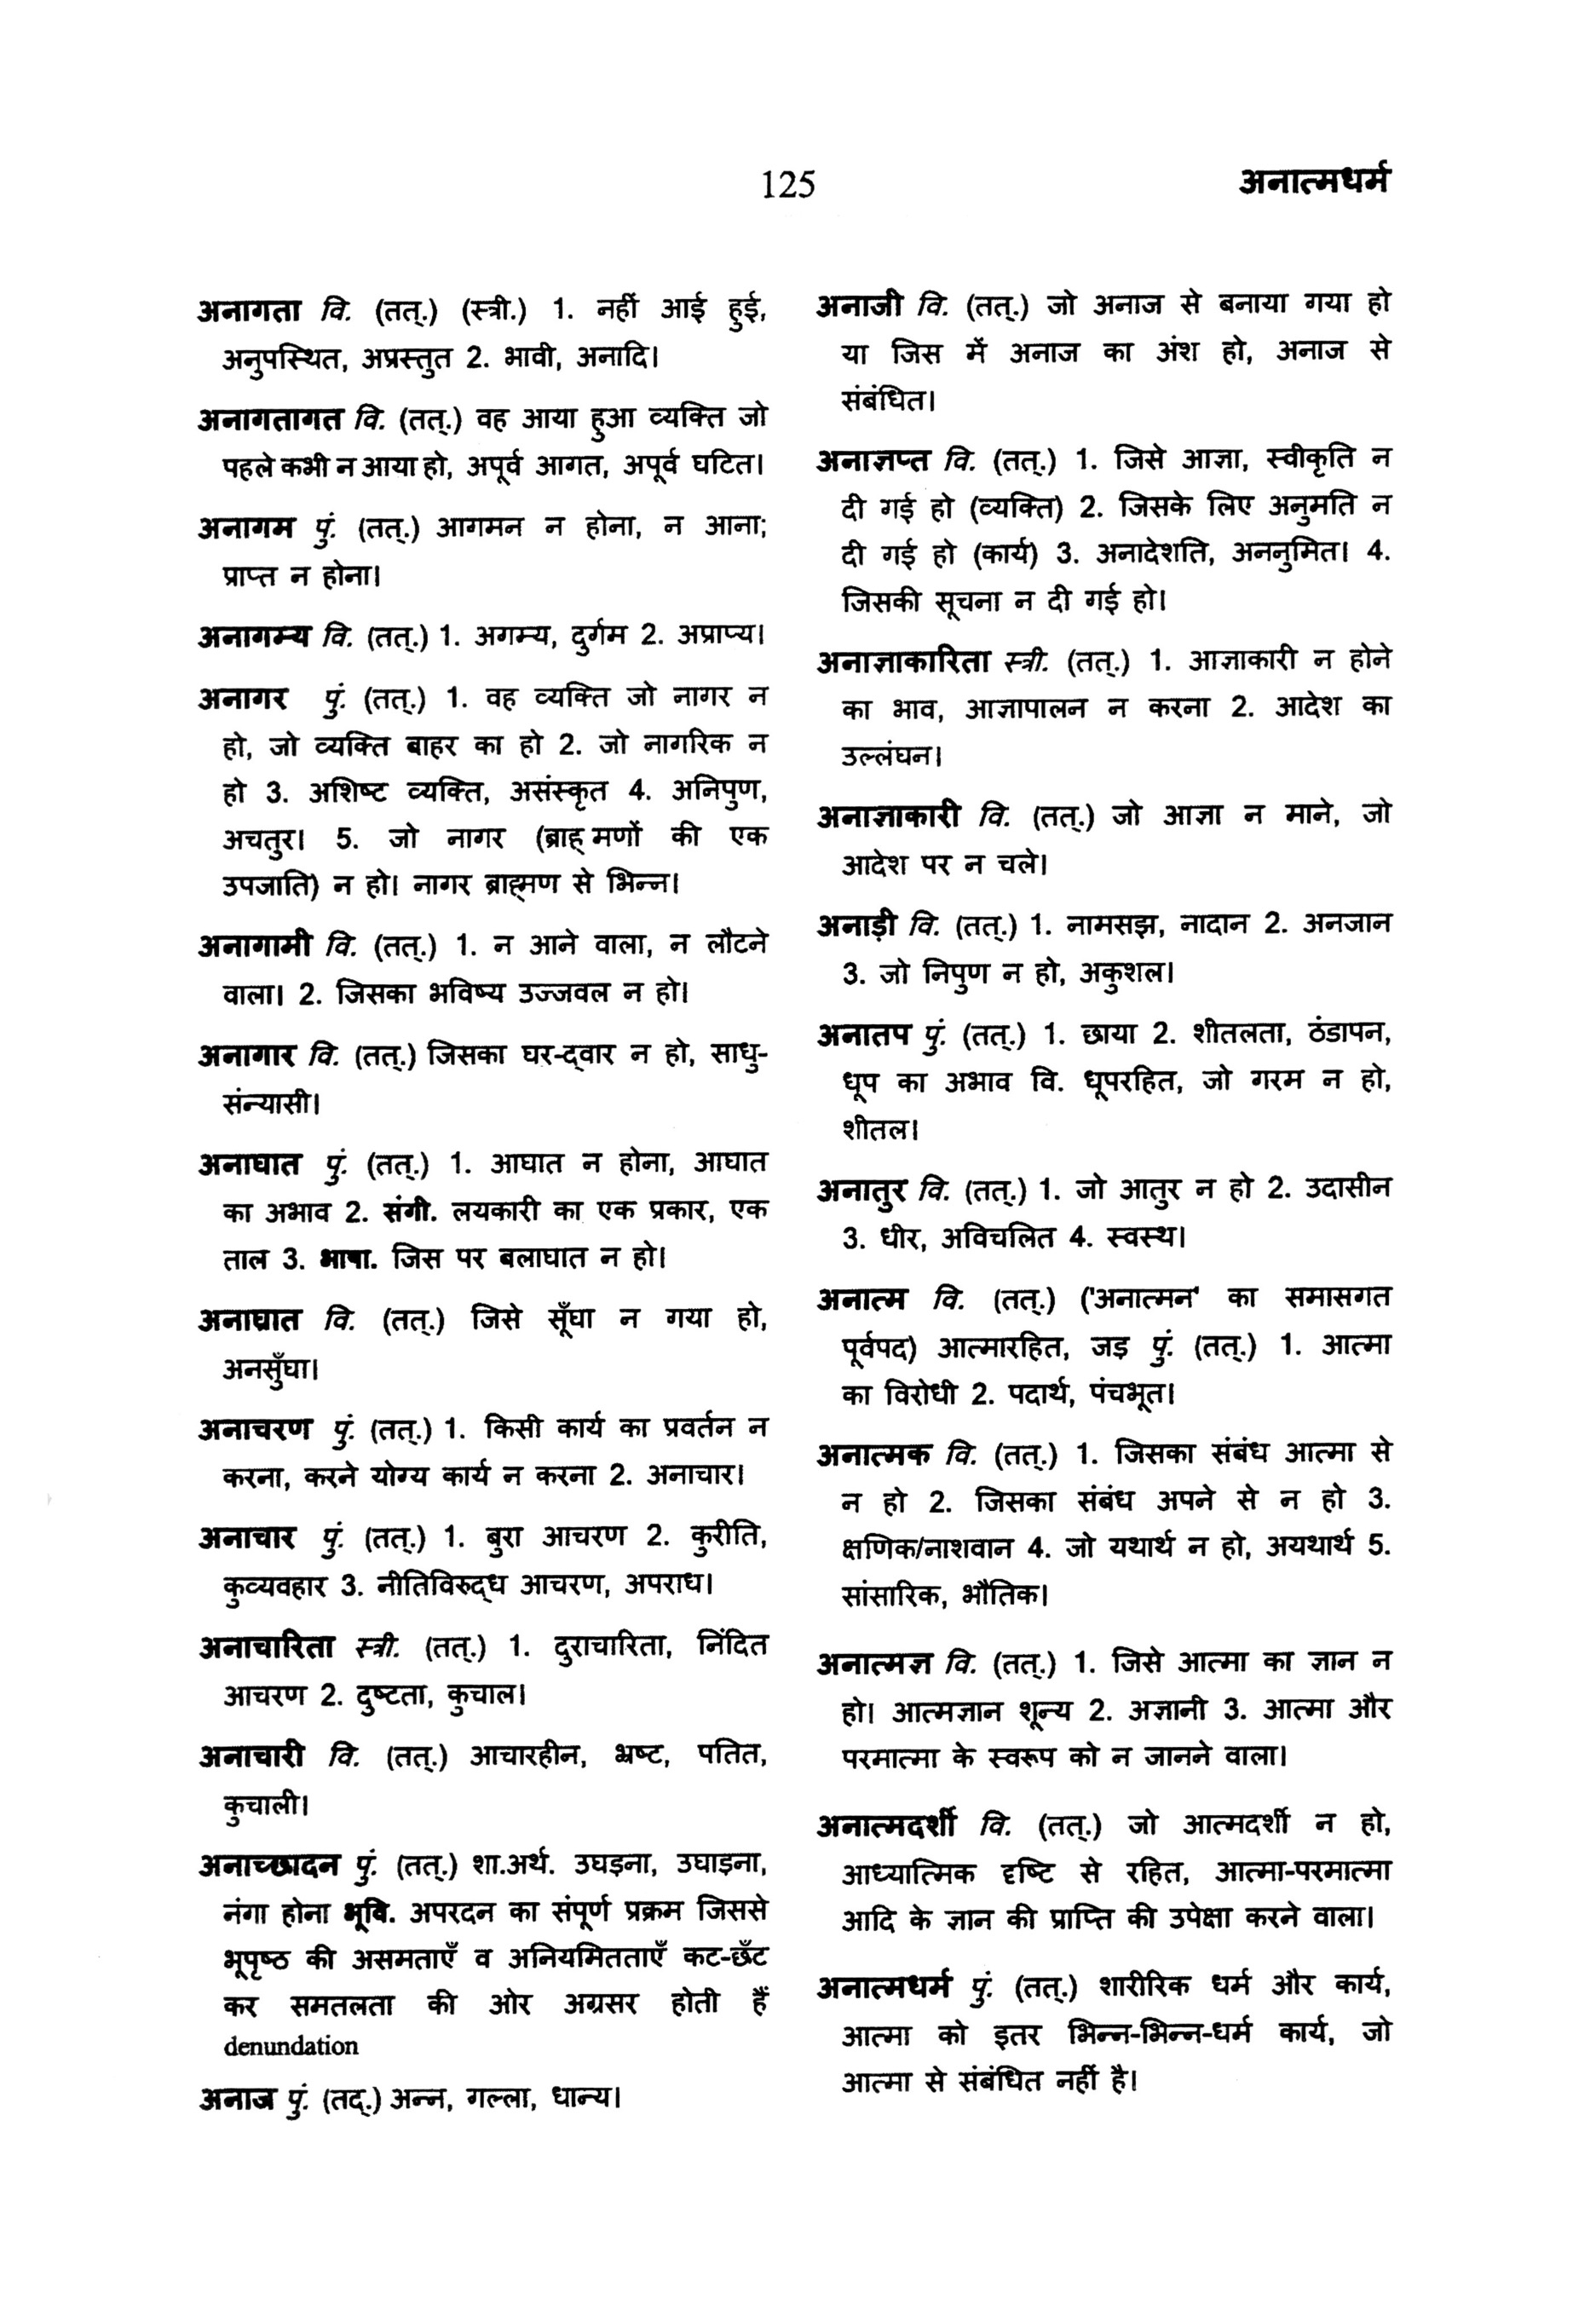 125
अनात्मधर्म
अनागता वि. (तत्.) (स्त्री.) 1. नहीं आई हुई,
अनुपस्थित, अप्रस्तुत 2. भावी, अनादि।
अनागतागत वि. (तत्.) वह आया हुआ व्यक्ति जो
पहले कभी न आया हो, अपूर्व आगत, अपूर्व घटित।
अनागम पुं. (तत्.) आगमन न होना, न आना;
प्राप्त न होना।
अनागम्य वि. (तत्.) 1. अगम्य, दुर्गम 2. अप्राप्य।
अनागर पुं. (तत्.) 1. वह व्यक्ति जो नागर न
हो, जो व्यक्ति बाहर का हो 2. जो नागरिक न
हो 3. अशिष्ट व्यक्ति, असंस्कृत 4. अनिपुण,
अचतुर। 5. जो नागर (ब्राह्मणों की एक
उपजाति) न हो। नागर ब्राह्मण से भिन्न।
अनागामी वि. (तत्.) 1. न आने वाला, न लौटने
वाला। 2. जिसका भविष्य उज्जवल न हो।
अनागार वि. (तत्.) जिसका घर-द्वार न हो, साधु-
संन्यासी।
अनाघात पुं. (तत्.) 1. आघात न होना, आघात
का अभाव 2. संगी. लयकारी का एक प्रकार, एक
ताल 3. भाषा. जिस पर बलाघात न हो।
अनाघ्रात वि. (तत्.) जिसे सूँघा न गया हो,
अनसुँघा।
अनाचरण पुं. (तत्.) 1. किसी कार्य का प्रवर्तन न
करना, करने योग्य कार्य न करना 2. अनाचार।
अनाचार पुं. (तत्.) 1. बुरा आचरण 2. कुरीति,
कुव्यवहार 3. नीतिविरुद्ध आचरण, अपराध।
अनाचारिता स्त्री. (तत्.) 1. दुराचारिता, निंदित
आचरण 2. दुष्टता, कुचाल।
अनाचारी वि. (तत्.) आचारहीन, भ्रष्ट, पतित,
कुचाली।
अनाच्छादन पुं. (तत्.) शा.अर्थ. उघड़ना, उघाड़ना,
नंगा होना भूवि. अपरदन का संपूर्ण प्रक्रम जिससे
भूपृष्ठ की असमताएँ व अनियमितताएँ कट-छँट
कर समतलता की ओर अग्रसर होती हैं
denundation
अनाज पुं. (तद्.) अन्न, गल्ला, धान्य।
अनाजी वि. (तत्.) जो अनाज से बनाया गया हो
या जिस में अनाज का अंश हो, अनाज से
संबंधित।
अनाज्ञप्त वि. (तत्.) 1. जिसे आज्ञा, स्वीकृति न
दी गई हो (व्यक्ति) 2. जिसके लिए अनुमति न
दी गई हो (कार्य) 3. अनादेशति, अननुमित। 4.
जिसकी सूचना न दी गई हो।
अनाज्ञाकारिता स्त्री. (तत्.) 1. आज्ञाकारी न होने
का भाव, आज्ञापालन न करना 2. आदेश का
उल्लंघन।
अनाज्ञाकारी वि. (तत्.) जो आज्ञा न माने, जो
आदेश पर न चले।
अनाड़ी वि. (तत्.) 1. नामसझ, नादान 2. अनजान
3. जो निपुण न हो, अकुशल।
अनातप पुं. (तत्.) 1. छाया 2. शीतलता, ठंडापन,
धूप का अभाव वि. धूपरहित, जो गरम न हो,
शीतल।
अनातुर वि. (तत्.) 1. जो आतुर न हो 2. उदासीन
3. धीर, अविचलित 4. स्वस्थ।
अनात्म वि. (तत्.) ('अनात्मन' का समासगत
पूर्वपद) आत्मारहित, जड़ पुं. (तत्.) 1. आत्मा
का विरोधी 2. पदार्थ, पंचभूत।
अनात्मक वि. (तत्.) 1. जिसका संबंध आत्मा से
न हो 2. जिसका संबंध अपने से न हो 3.
क्षणिक/नाशवान 4. जो यथार्थ न हो, अयथार्थ 5.
सांसारिक, भौतिक।
अनात्मज्ञ वि. (तत्.) 1. जिसे आत्मा का ज्ञान न
हो। आत्मज्ञान शून्य 2. अज्ञानी 3. आत्मा और
परमात्मा के स्वरूप को न जानने वाला।
अनात्मदर्शी वि. (तत्.) जो आत्मदर्शी न हो,
आध्यात्मिक दृष्टि से रहित, आत्मा-परमात्मा
आदि के ज्ञान की प्राप्ति की उपेक्षा करने वाला।
अनात्मधर्म पुं. (तत्.) शारीरिक धर्म और कार्य,
आत्मा को इतर भिन्न-भिन्न-धर्म कार्य, जो
आत्मा से संबंधित नहीं है।